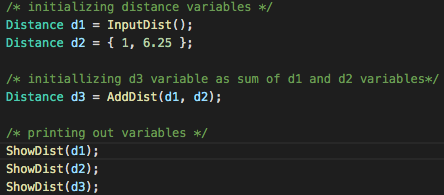 /* initializing distance variables */
Distance d1 = InputDist();
Distance d2 = { 1, 6.25 };
/* initiallizing d3 variable as sum of d1 and d2 variables*/
Distance d3 = AddDist(d1, d2);
/* printing out variables */
ShowDist(d1);
ShowDist(d2);
ShowDist(d3);